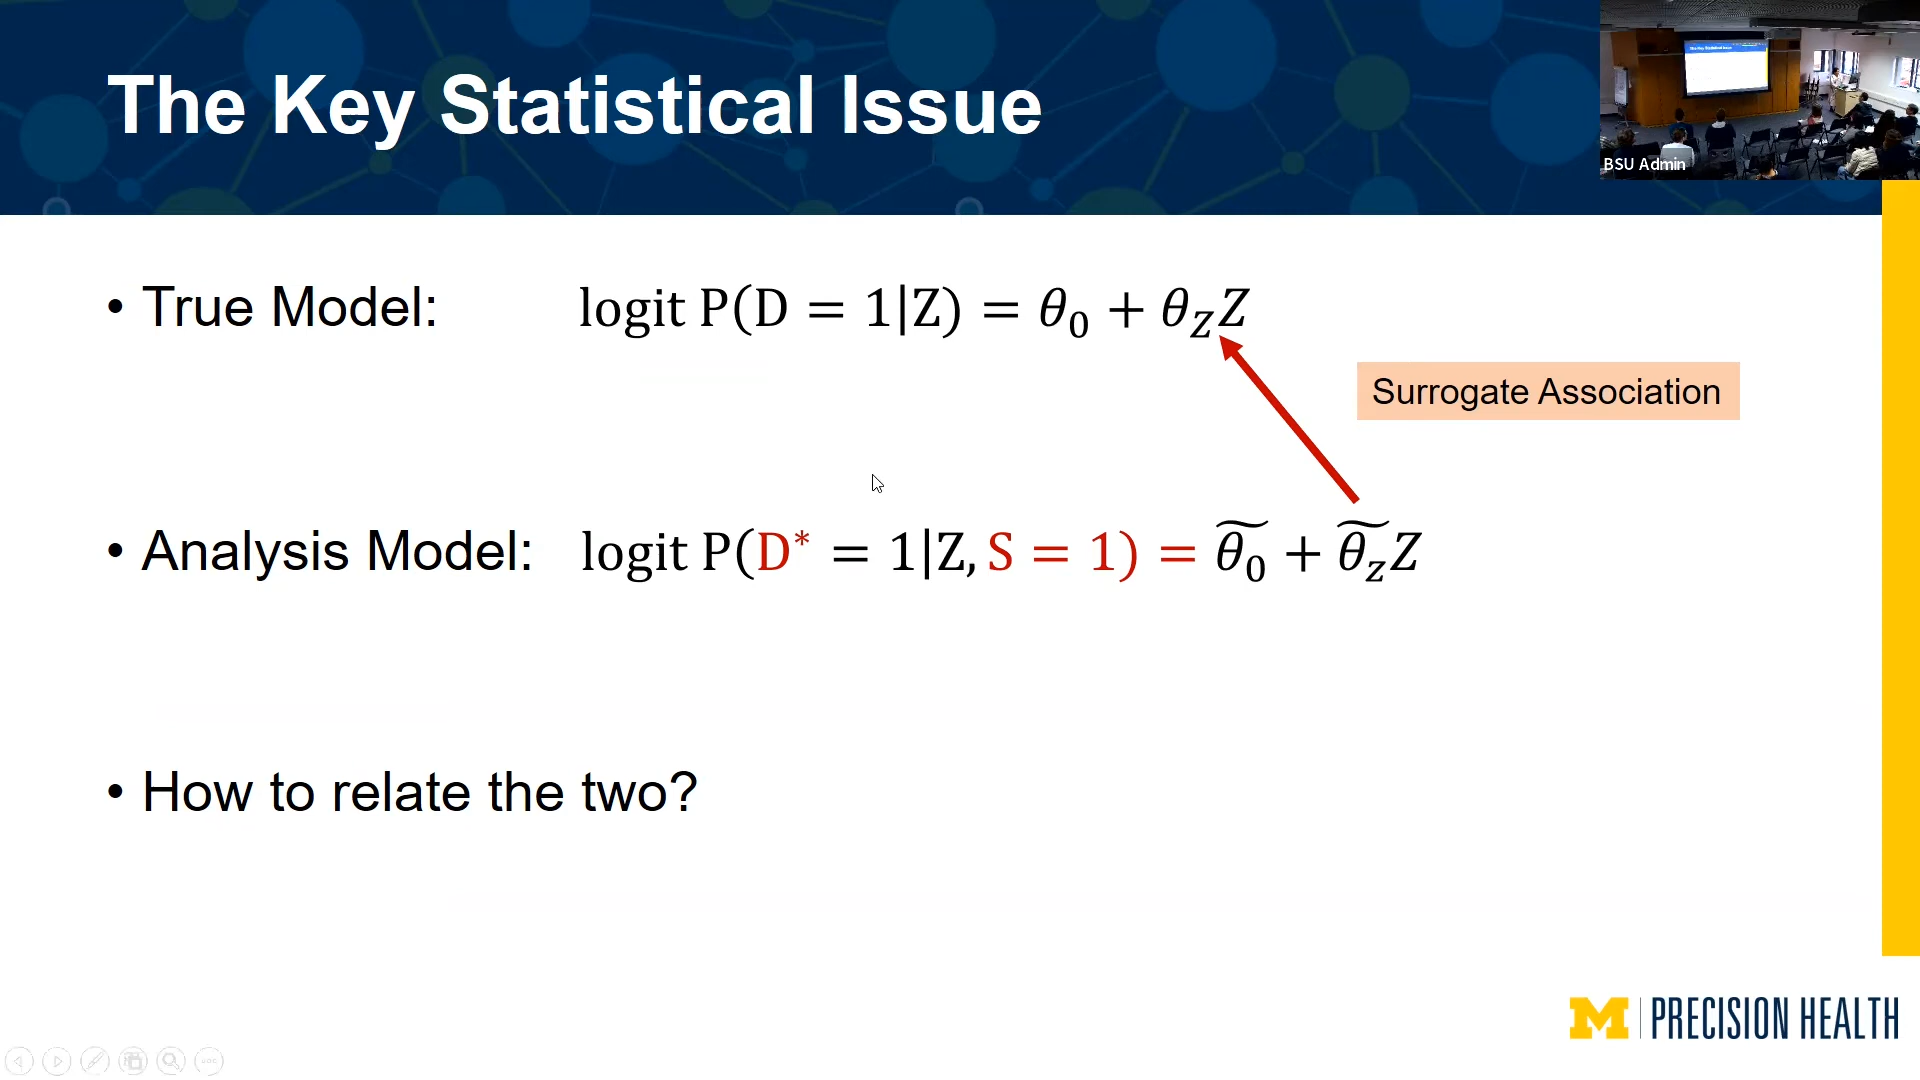 The Key Statistical Issue
BSU Admin
• True Model: logit P(D = 1|Z) = θ₀ + θ_Z Z
Surrogate Association
• Analysis Model: logit P(D* = 1|Z, S = 1) = θ̃₀ + θ̃_z Z
• How to relate the two?
M | PRECISION HEALTH